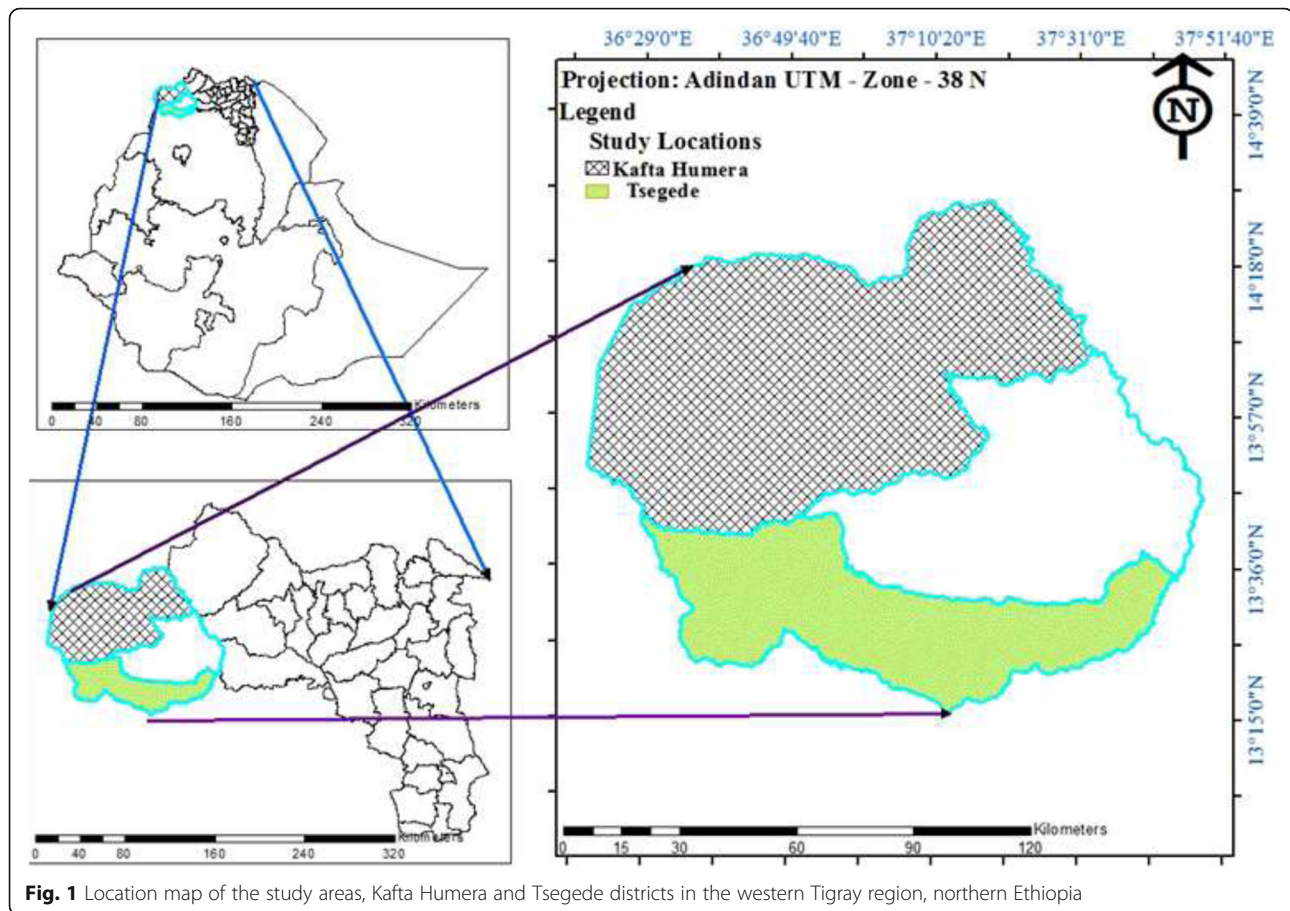 36°29'0"E 36°49'40"E 37°10'20"E 37°31'0"E 37°51'40"E
Projection: Adindan UTM - Zone - 38 N
Legend
Study Locations
Kafta Humera
Tsegede
N
14°39'0"N
14°18'0"N
13°57'0"N
13°36'0"N
13°15'0"N
Kilometers
0 40 80 160 240 320
Kilometers
0 40 80 160 240 320
Kilometers
0 15 30 60 90 120
Fig. 1 Location map of the study areas, Kafta Humera and Tsegede districts in the western Tigray region, northern Ethiopia